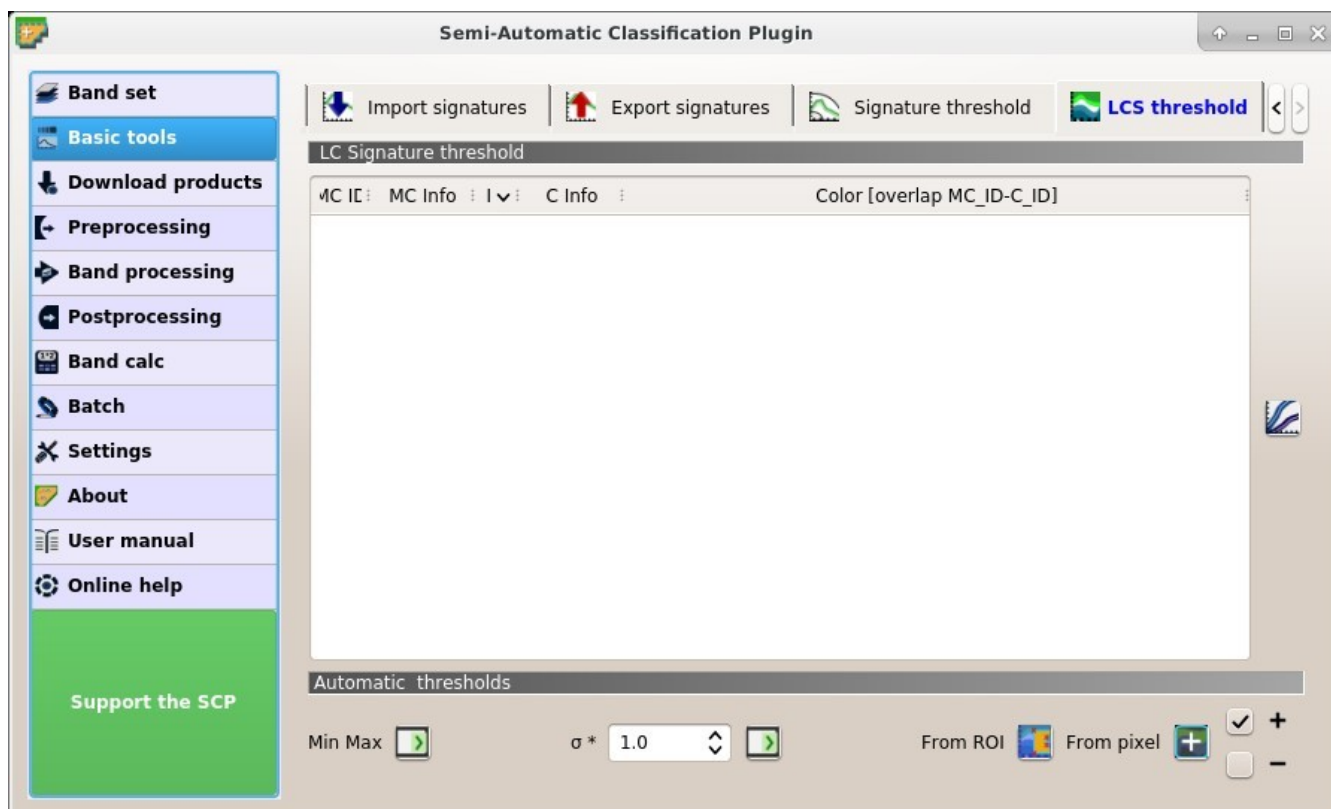 Semi-Automatic Classification Plugin
Band set
Basic tools
Download products
Preprocessing
Band processing
Postprocessing
Band calc
Batch
Settings
About
User manual
Online help
Support the SCP
Import signatures
Export signatures
Signature threshold
LCS threshold
< >
LC Signature threshold
MC Info C Info Color [overlap MC_ID-C_ID]
Automatic thresholds
Min Max σ * 1.0 From ROI From pixel +
−